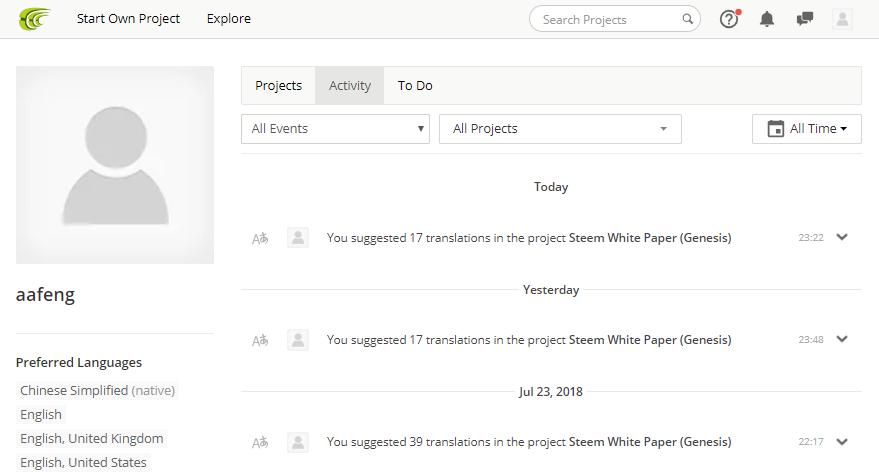 Start Own Project Explore Search Projects
Projects Activity To Do
All Events All Projects All Time
Today
A あ You suggested 17 translations in the project Steem White Paper (Genesis) 23:22
Yesterday
A あ You suggested 17 translations in the project Steem White Paper (Genesis) 23:48
Jul 23, 2018
A あ You suggested 39 translations in the project Steem White Paper (Genesis) 22:17
aafeng
Preferred Languages
Chinese Simplified (native)
English
English, United Kingdom
English, United States